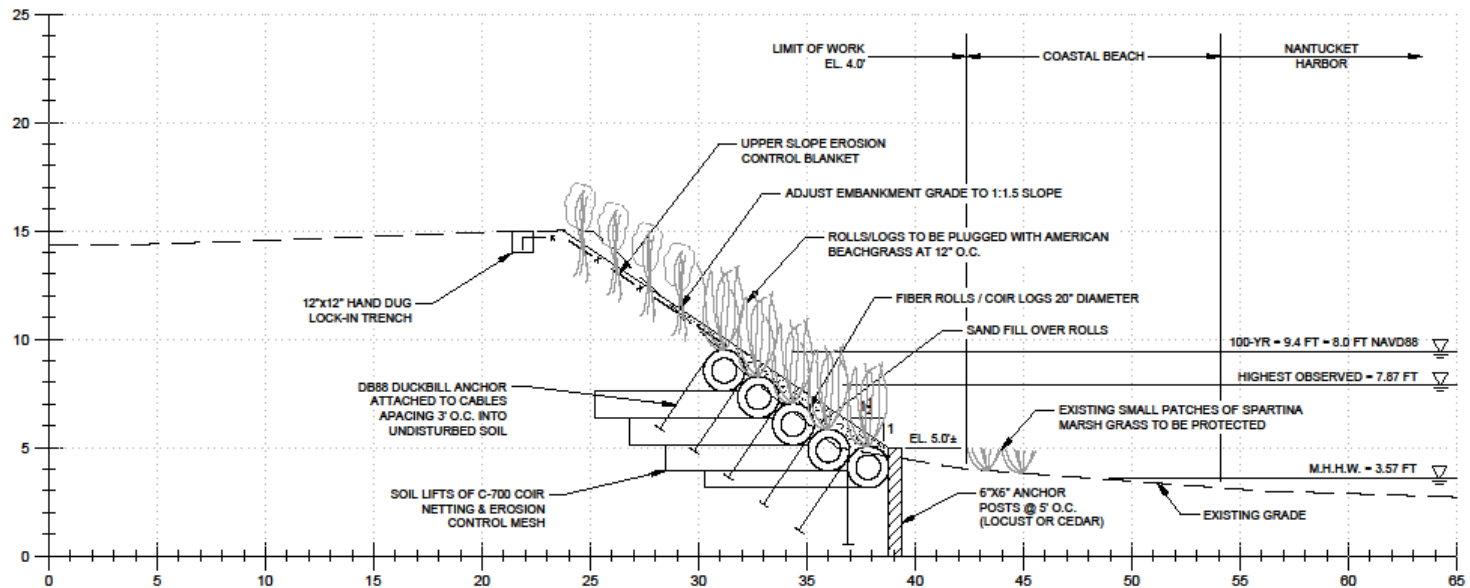 25
20
15
10
5
0
0
5
10
15
20
25
30
35
40
45
50
55
60
65
LIMIT OF WORK
EL. 4.0'
COASTAL BEACH
NANTUCKET
HARBOR
UPPER SLOPE EROSION
CONTROL BLANKET
ADJUST EMBANKMENT GRADE TO 1:1.5 SLOPE
ROLLS/LOGS TO BE PLUGGED WITH AMERICAN
BEACHGRASS AT 12" O.C.
12"x12" HAND DUG
LOCK-IN TRENCH
FIBER ROLLS / COIR LOGS 20" DIAMETER
SAND FILL OVER ROLLS
100-YR = 9.4 FT = 8.0 FT NAVD88
HIGHEST OBSERVED = 7.87 FT
DB88 DUCKBILL ANCHOR
ATTACHED TO CABLES
APACING 3' O.C. INTO
UNDISTURBED SOIL
1
EL. 5.0'±
EXISTING SMALL PATCHES OF SPARTINA
MARSH GRASS TO BE PROTECTED
M.H.H.W. = 3.57 FT
SOIL LIFTS OF C-700 COIR
NETTING & EROSION
CONTROL MESH
6"X6" ANCHOR
POSTS @ 5' O.C.
(LOCUST OR CEDAR)
EXISTING GRADE